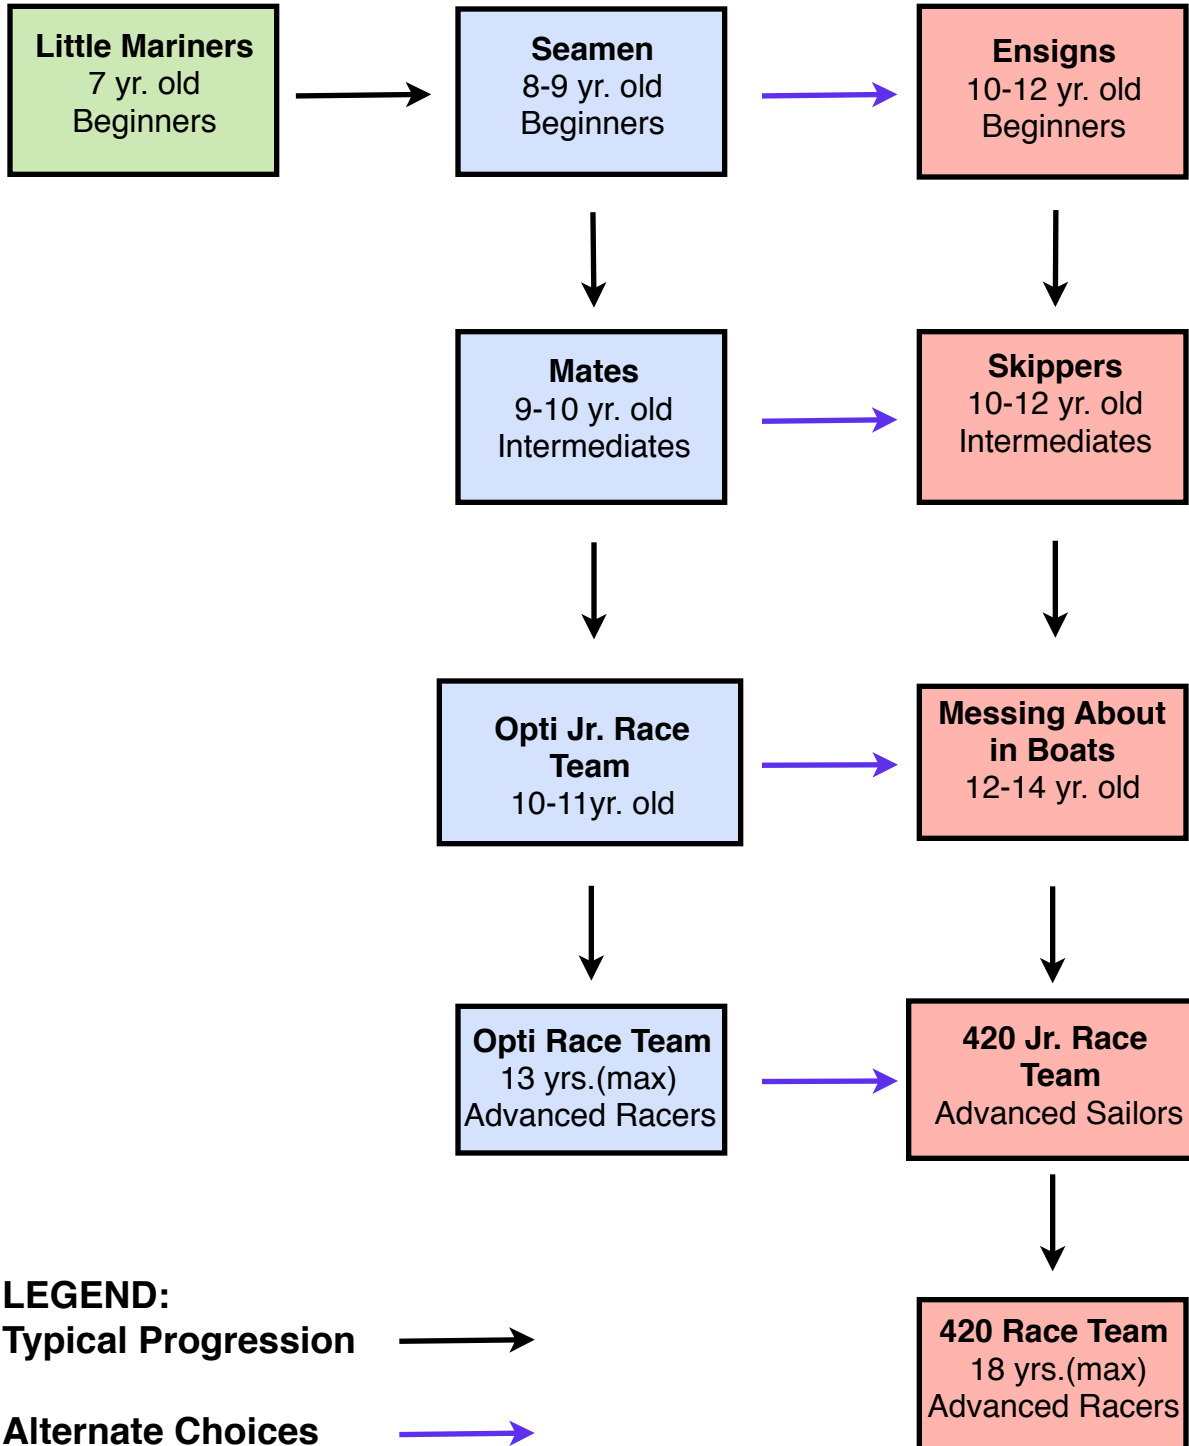 Little Mariners
7 yr. old
Beginners
Seamen
8-9 yr. old
Beginners
Ensigns
10-12 yr. old
Beginners
Mates
9-10 yr. old
Intermediates
Skippers
10-12 yr. old
Intermediates
Opti Jr. Race
Team
10-11yr. old
Messing About
in Boats
12-14 yr. old
Opti Race Team
13 yrs.(max)
Advanced Racers
420 Jr. Race
Team
Advanced Sailors
420 Race Team
18 yrs.(max)
Advanced Racers
LEGEND:
Typical Progression
Alternate Choices